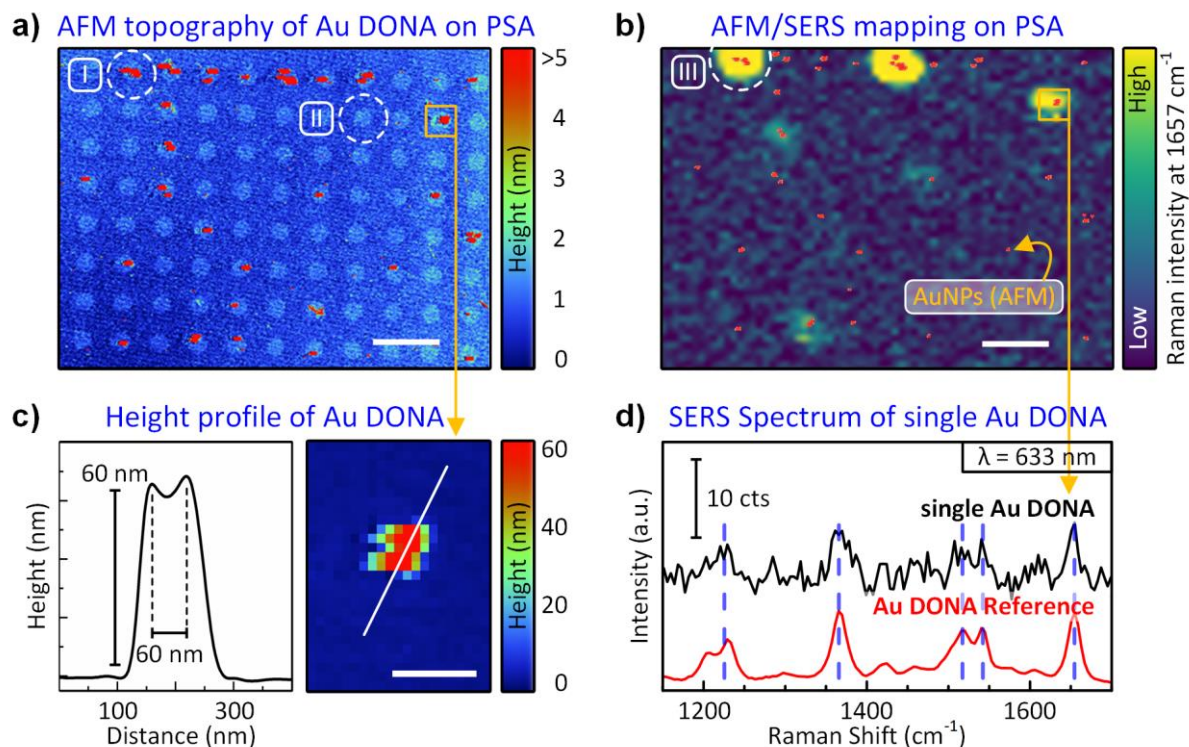 a) AFM topography of Au DONA on PSA
I
II
>5
4
3
2
1
0
Height (nm)
b) AFM/SERS mapping on PSA
III
AuNPs (AFM)
High
Low
Raman intensity at 1657 cm-1
c) Height profile of Au DONA
60 nm
60 nm
Height (nm)
100 300
Distance (nm)
60
40
20
0
Height (nm)
d) SERS Spectrum of single Au DONA
λ = 633 nm
10 cts
single Au DONA
Au DONA Reference
Intensity (a.u.)
1200 1400 1600
Raman Shift (cm-1)